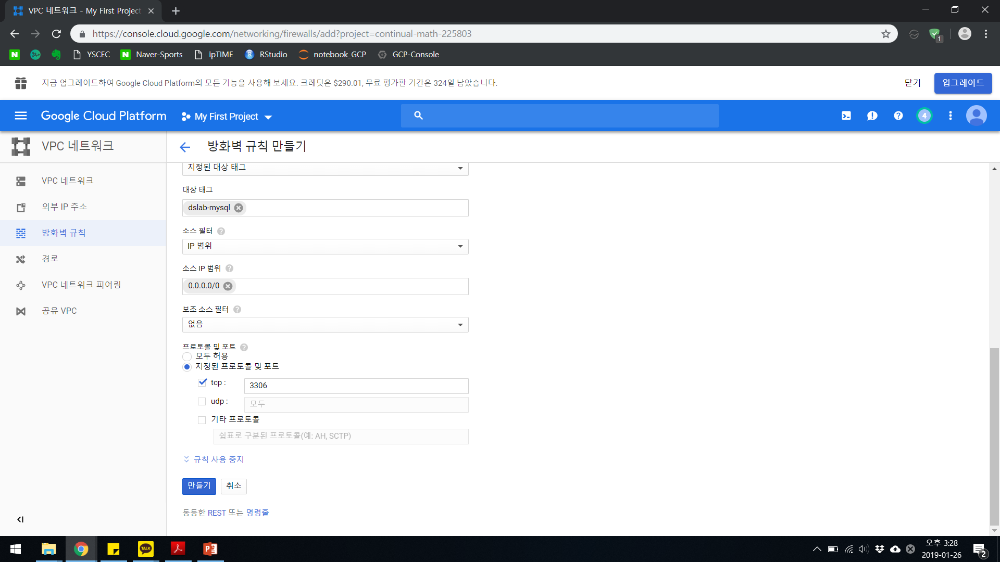 VPC 네트워크 - My First Project
https://console.cloud.google.com/networking/firewalls/add?project=continual-math-225803
1
N
YSCEC
N Naver-Sports
ipTIME
R RStudio
notebook_GCP
GCP-Console
지금 업그레이드하여 Google Cloud Platform의 모든 기능을 사용해 보세요. 크레딧은 $290.01, 무료 평가판 기간은 324일 남았습니다.
닫기
업그레이드
Google Cloud Platform
My First Project
4
VPC 네트워크
방화벽 규칙 만들기
VPC 네트워크
외부 IP 주소
방화벽 규칙
경로
VPC 네트워크 피어링
공유 VPC
지정된 대상 태그
대상 태그
dslab-mysql
소스 필터
IP 범위
소스 IP 범위
0.0.0.0/0
보조 소스 필터
없음
프로토콜 및 포트
모두 허용
지정된 프로토콜 및 포트
tcp : 3306
udp : 모두
기타 프로토콜
쉼표로 구분된 프로토콜(예: AH, SCTP)
규칙 사용 중지
만들기 취소
동등한 REST 또는 명령줄
TALK
오후 3:28
2019-01-26
2